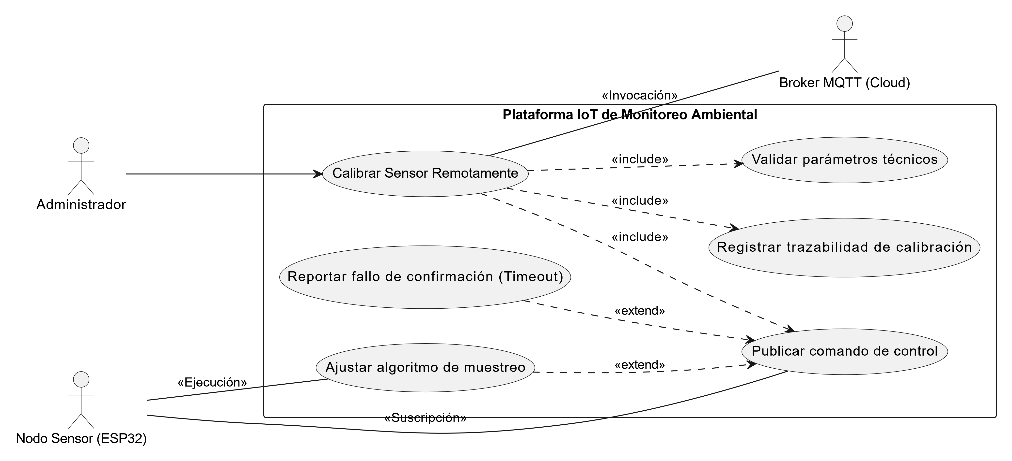 Broker MQTT (Cloud)
«Invocación»
Plataforma IoT de Monitoreo Ambiental
Administrador
Calibrar Sensor Remotamente
«include»
Validar parámetros técnicos
«include»
Registrar trazabilidad de calibración
«include»
Reportar fallo de confirmación (Timeout)
«extend»
Publicar comando de control
Ajustar algoritmo de muestreo
«extend»
«Ejecución»
«Suscripción»
Nodo Sensor (ESP32)